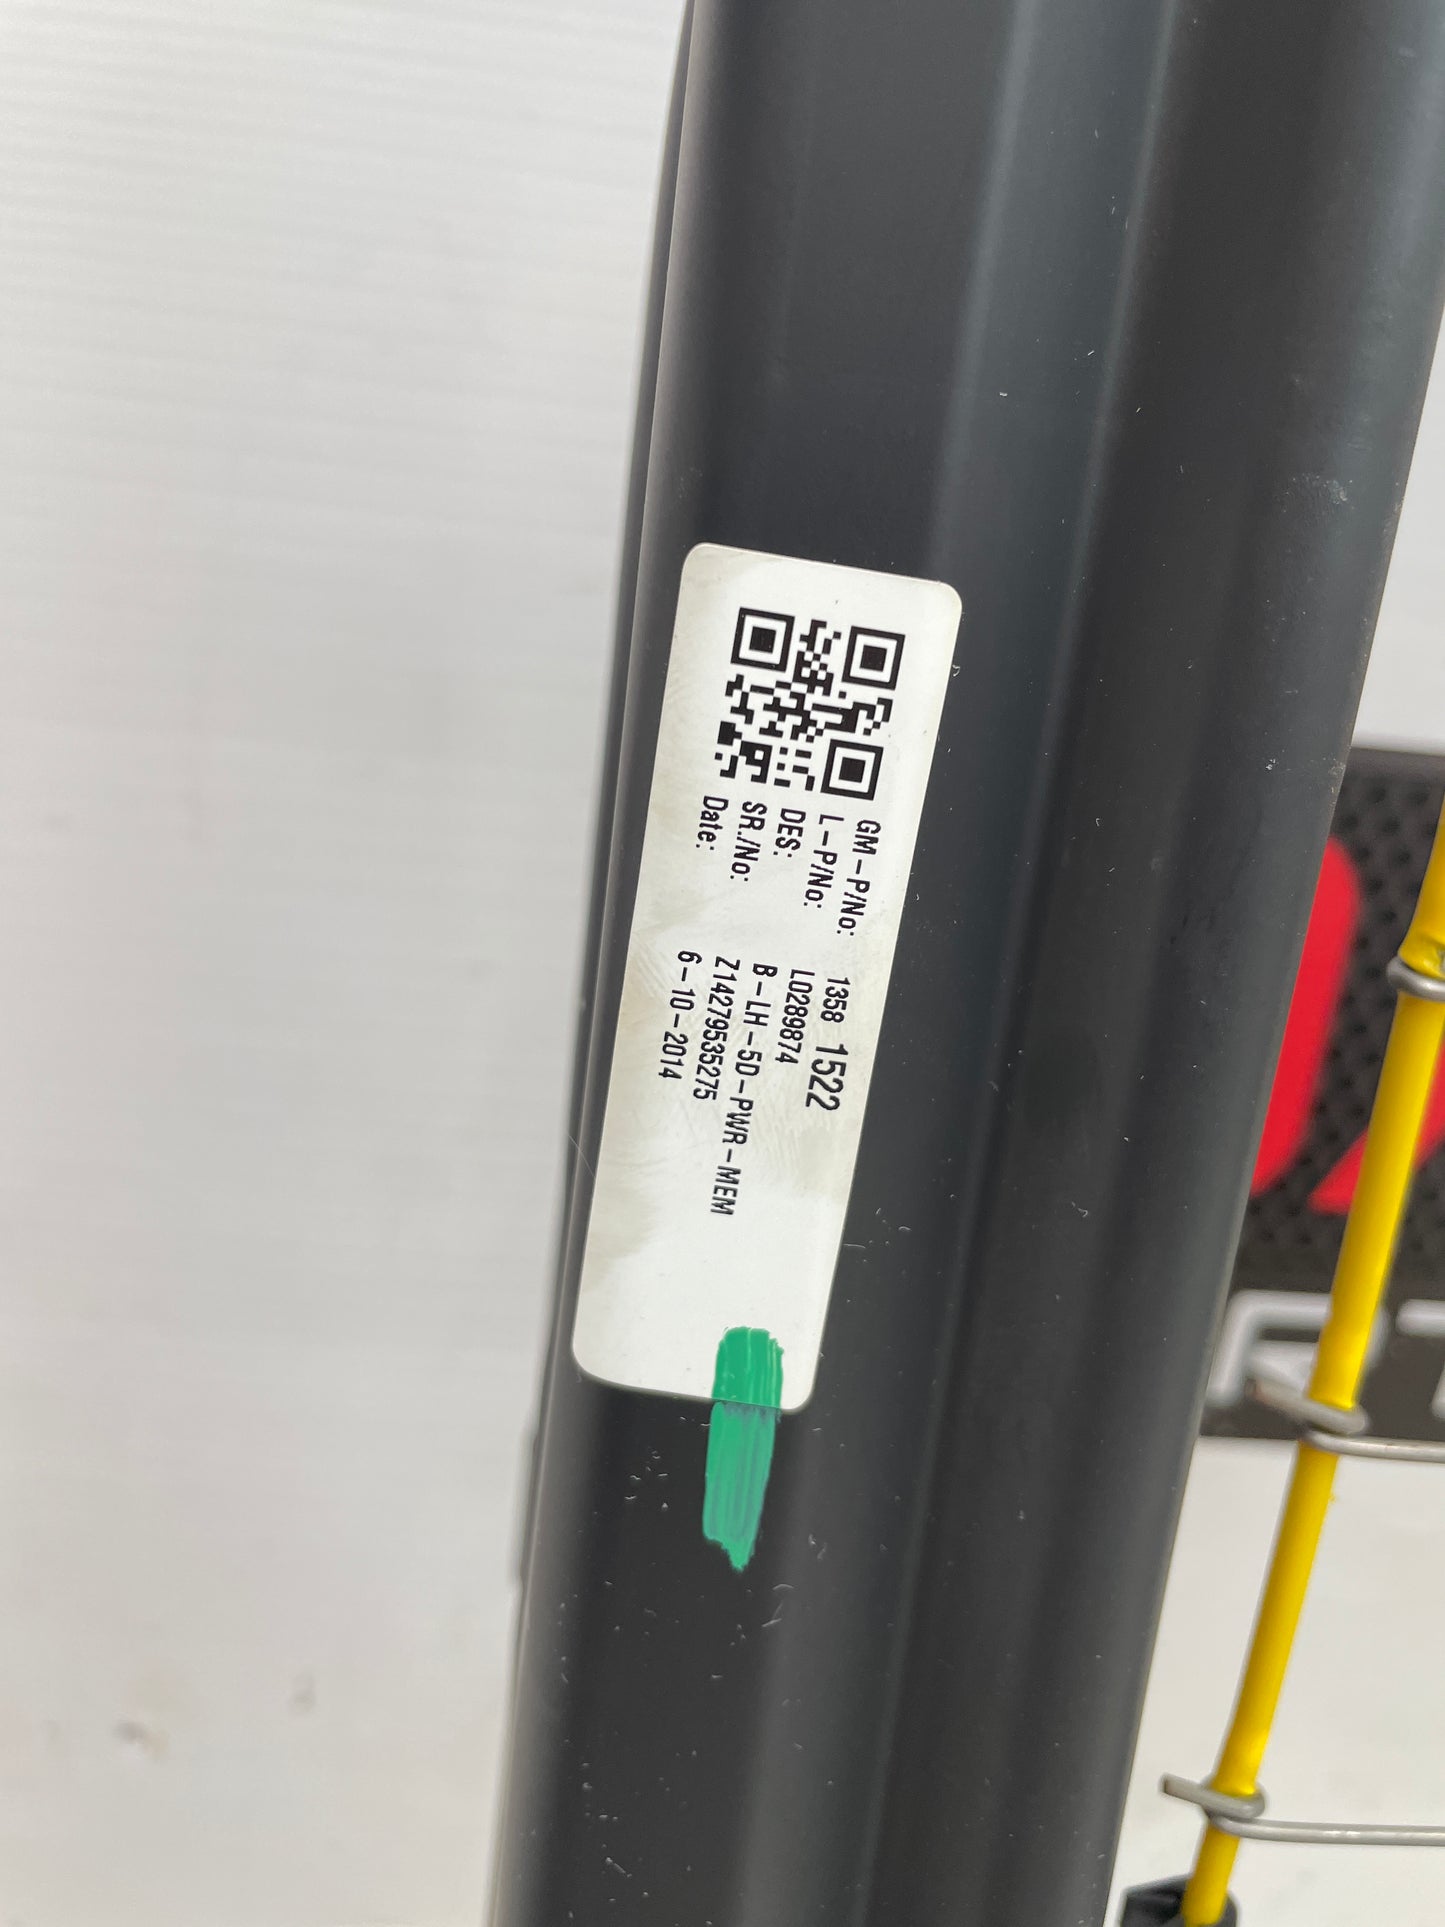 GM-P/No: 1358 1522
L-P/No: L0289874
DES: B-LH-5D-PWR-MEM
SR./No: Z14279535275
Date: 6-10-2014